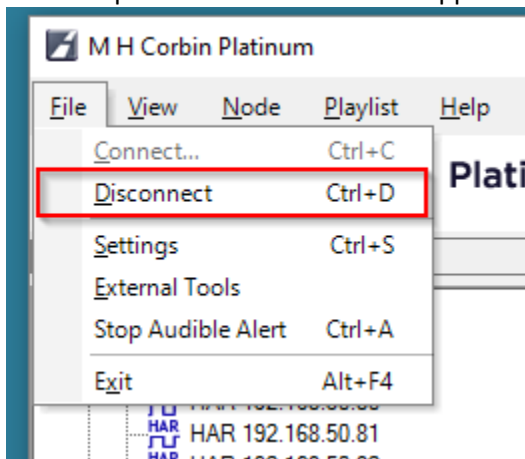 M H Corbin Platinum
File View Node Playlist Help
Connect... Ctrl+C
Disconnect Ctrl+D
Plati
Settings Ctrl+S
External Tools
Stop Audible Alert Ctrl+A
Exit Alt+F4
HAR HAR 192.168.50.81